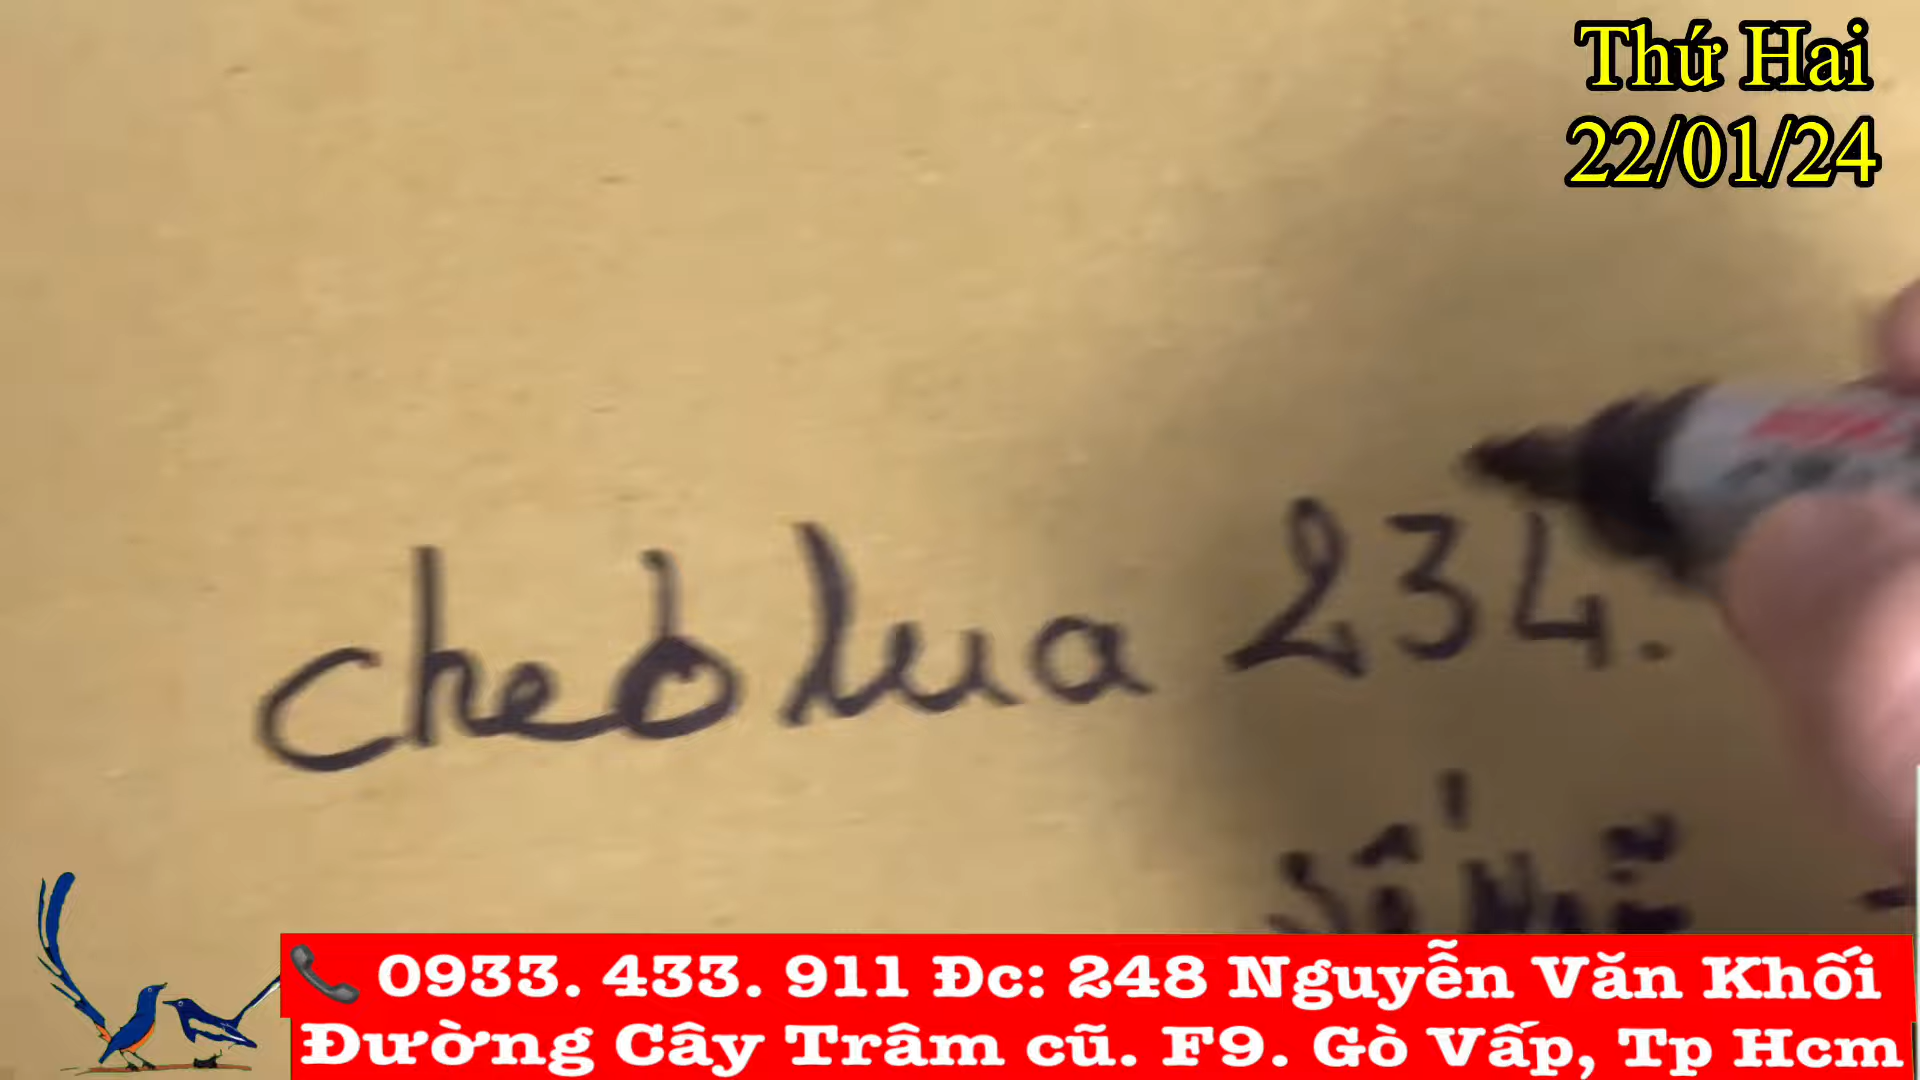 Thứ Hai
22/01/24
cheo lua 234.
Số
📞 0933. 433. 911 Đc: 248 Nguyễn Văn Khối
Đường Cây Trâm cũ. F9. Gò Vấp, Tp Hcm